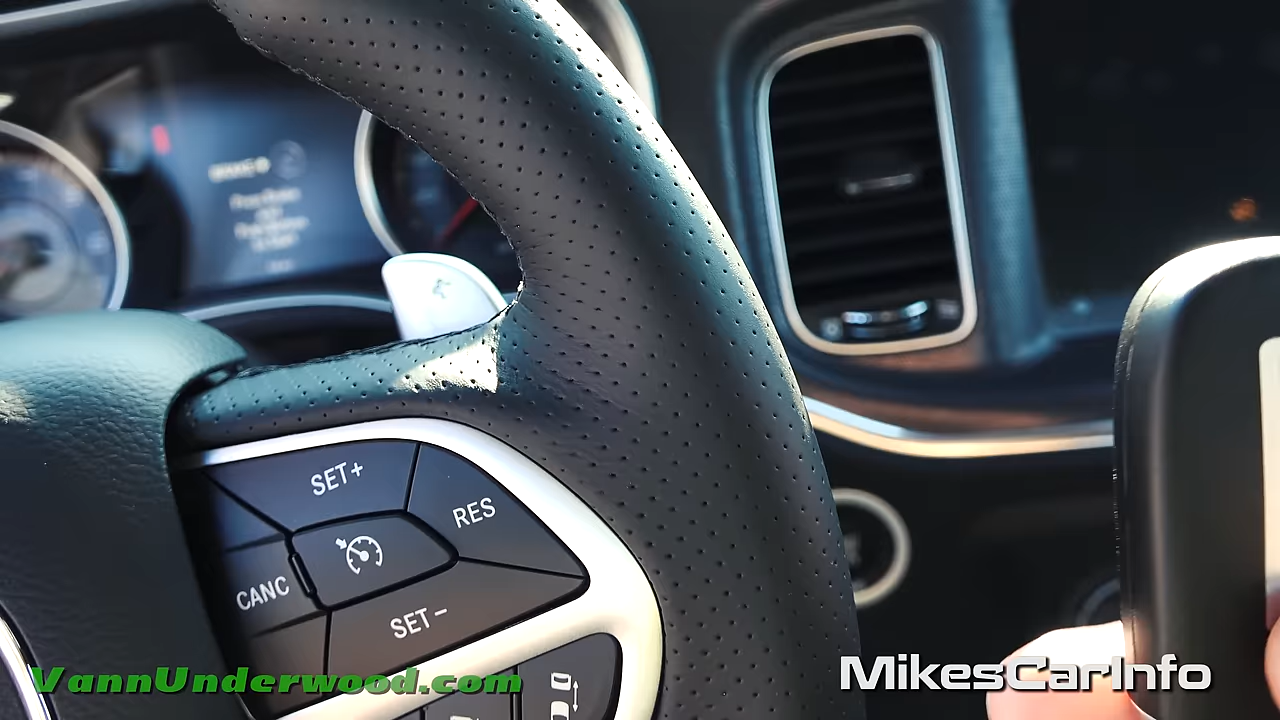 SET+
RES
CANC
SET-
VannUnderwood.com
MikesCarInfo